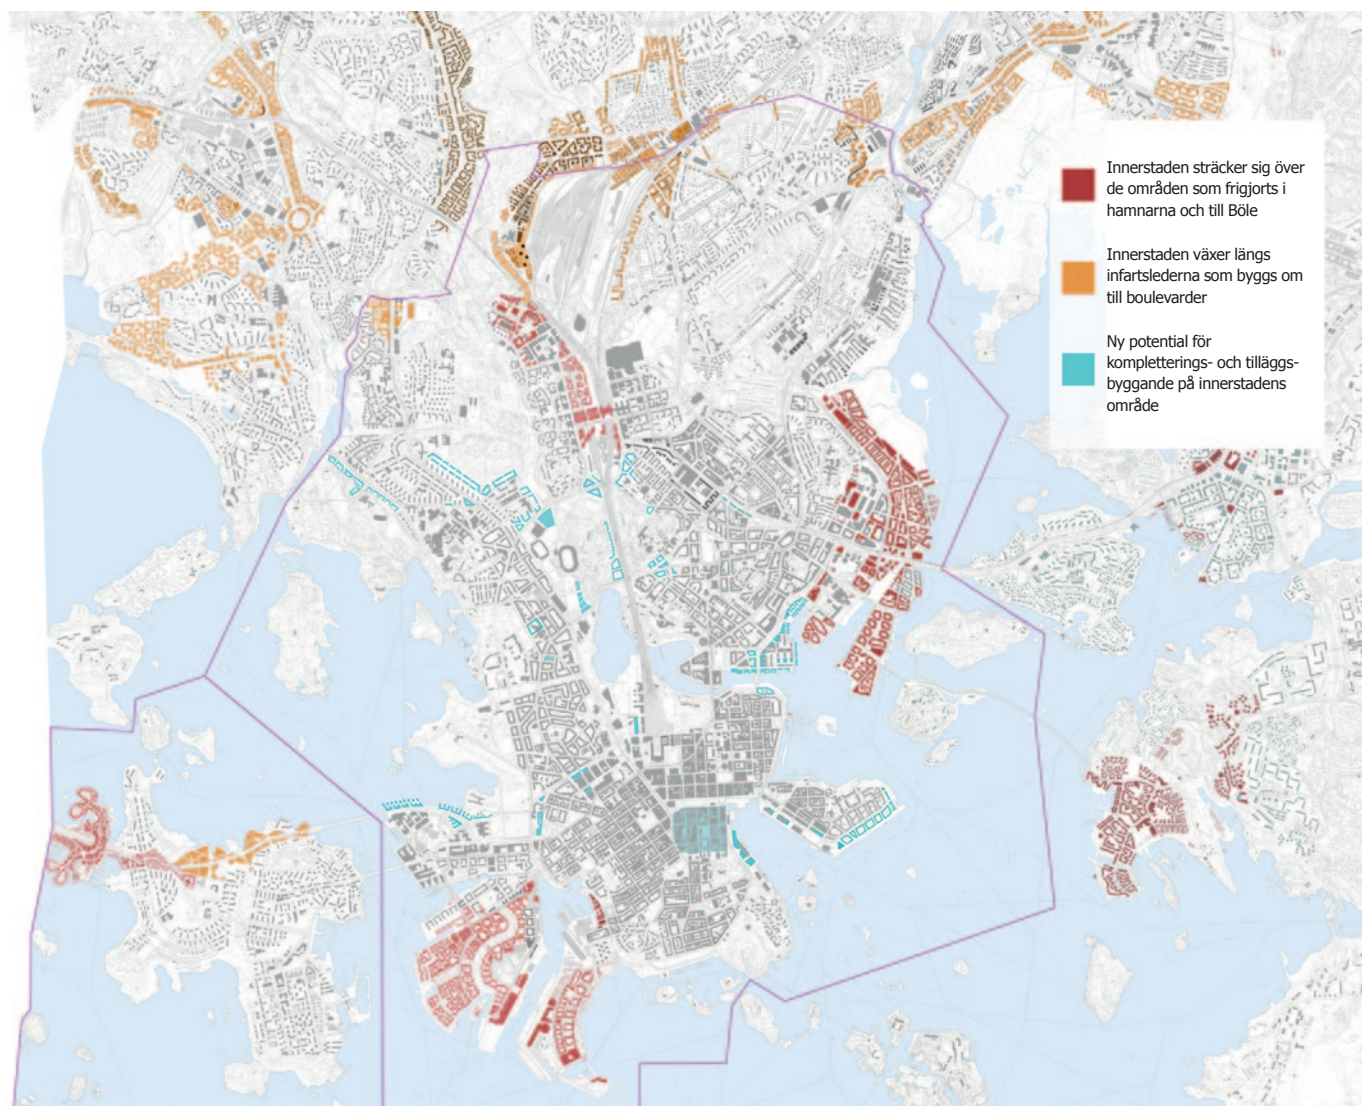 Innerstaden sträcker sig över
de områden som frigjorts i
hamnarna och till Böle
Innerstaden växer längs
infartslederna som byggs om
till boulevarder
Ny potential för
kompletterings- och tilläggs-
byggande på innerstadens
område